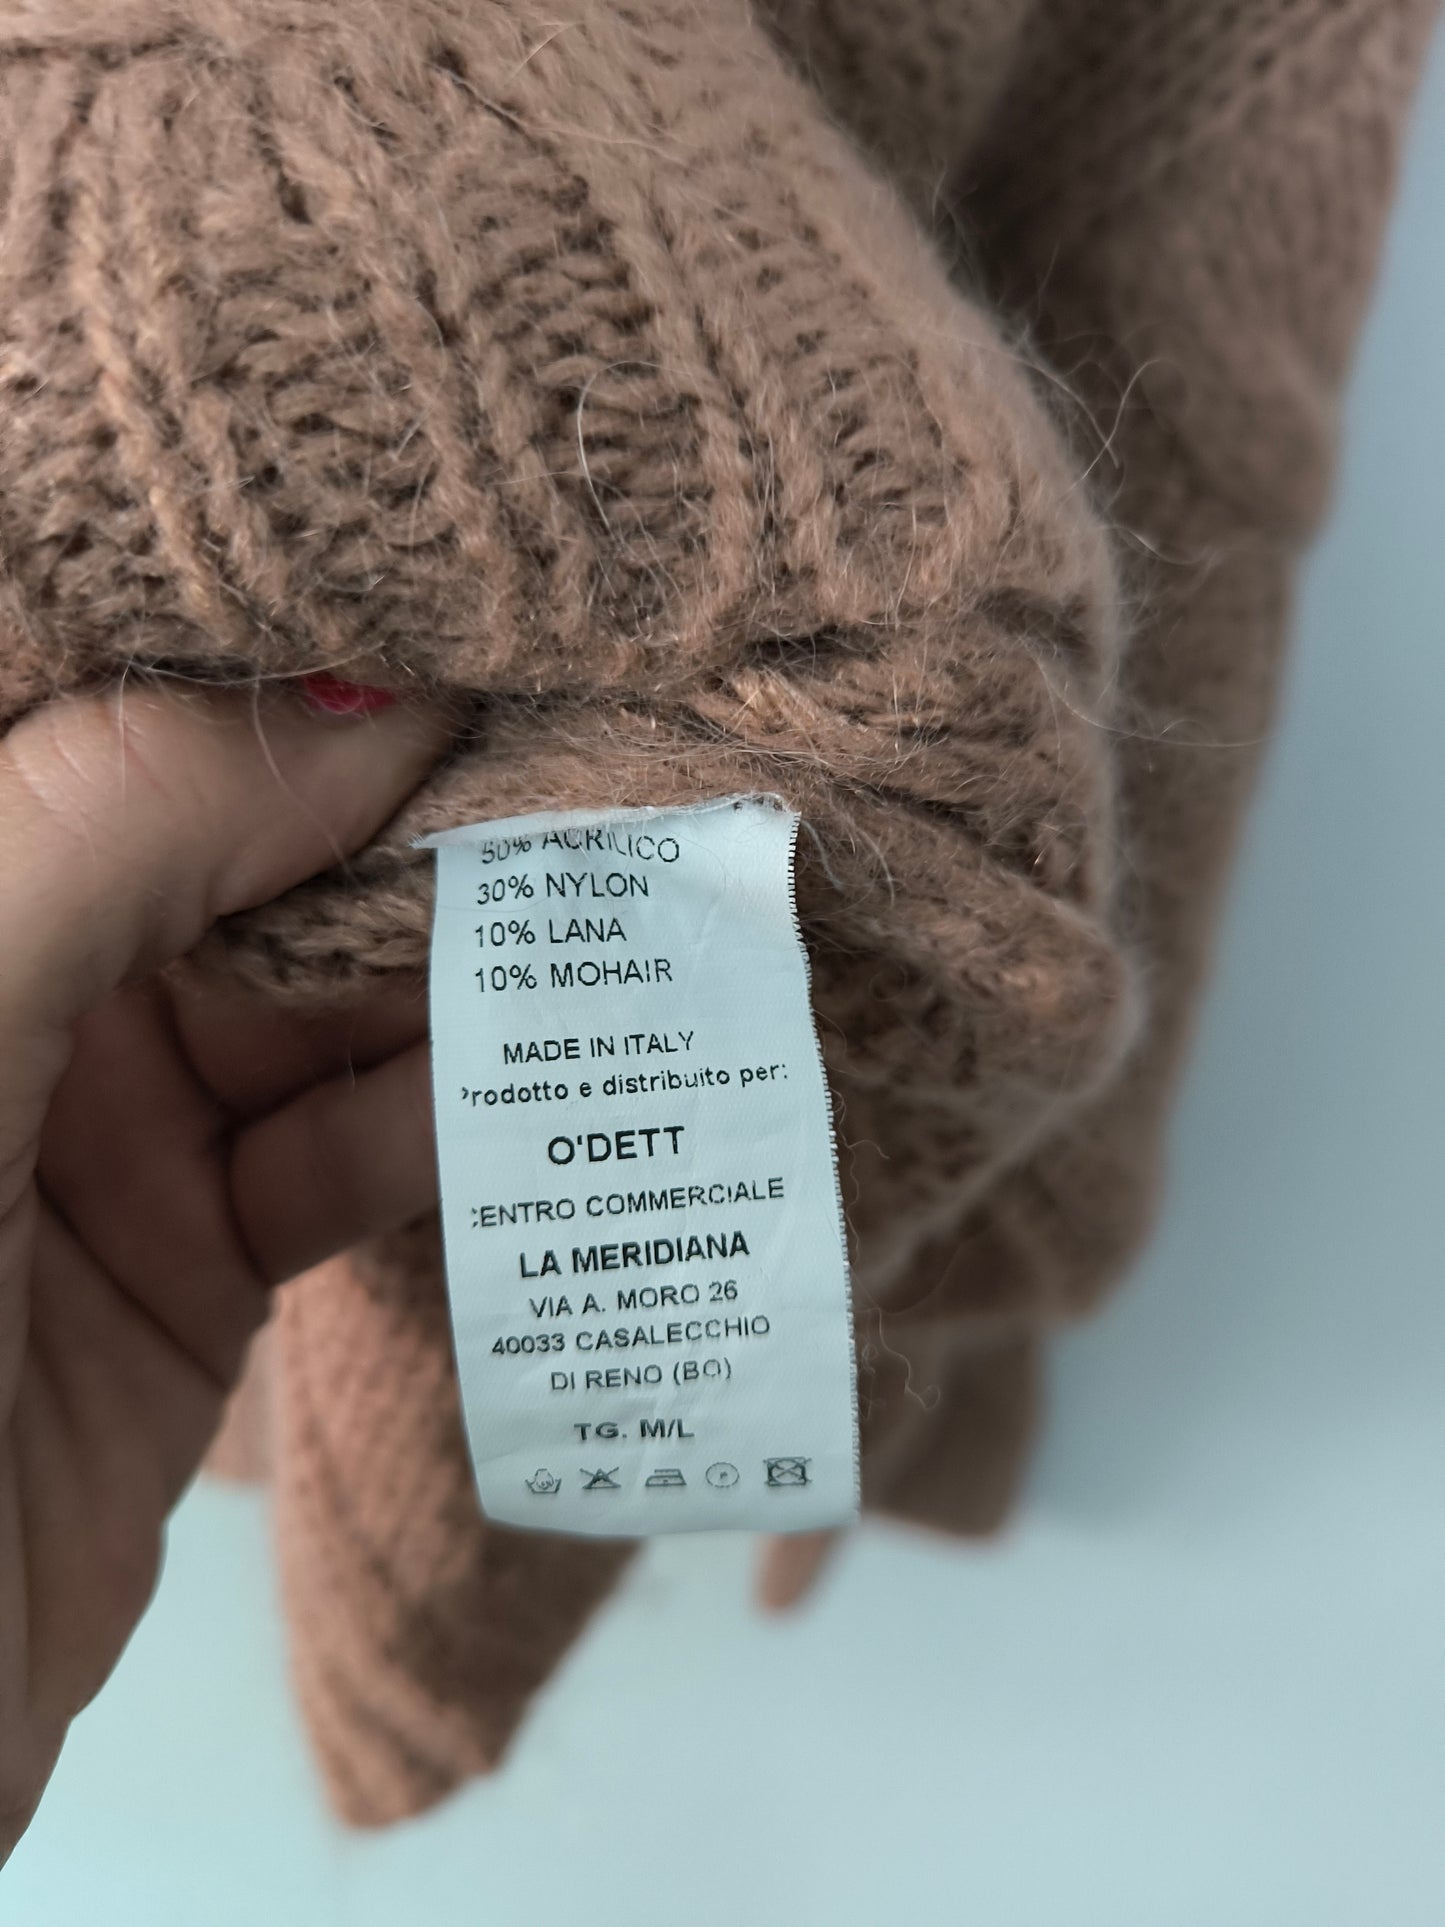 50% ACRILICO
30% NYLON
10% LANA
10% MOHAIR
MADE IN ITALY
Prodotto e distribuito per:
O'DETT
CENTRO COMMERCIALE
LA MERIDIANA
VIA A. MORO 26
40033 CASALECCHIO
DI RENO (BO)
TG. M/L